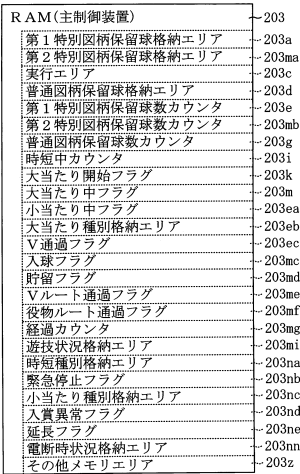 RAM(主制御装置) 203
第1特別図柄保留球格納エリア 203a
第2特別図柄保留球格納エリア 203ma
実行エリア 203c
普通図柄保留球格納エリア 203d
第1特別図柄保留球数カウンタ 203e
第2特別図柄保留球数カウンタ 203mb
普通図柄保留球数カウンタ 203g
時短中カウンタ 203i
大当たり開始フラグ 203k
大当たり中フラグ 203m
小当たり中フラグ 203ea
大当たり種別格納エリア 203eb
V通過フラグ 203ec
入球フラグ 203mc
貯留フラグ 203md
Vルート通過フラグ 203me
役物ルート通過フラグ 203mf
経過カウンタ 203mg
遊技状況格納エリア 203mi
時短種別格納エリア 203na
緊急停止フラグ 203nb
小当たり種別格納エリア 203nc
入賞異常フラグ 203nd
延長フラグ 203ne
電断時状況格納エリア 203nn
その他メモリエリア 203z